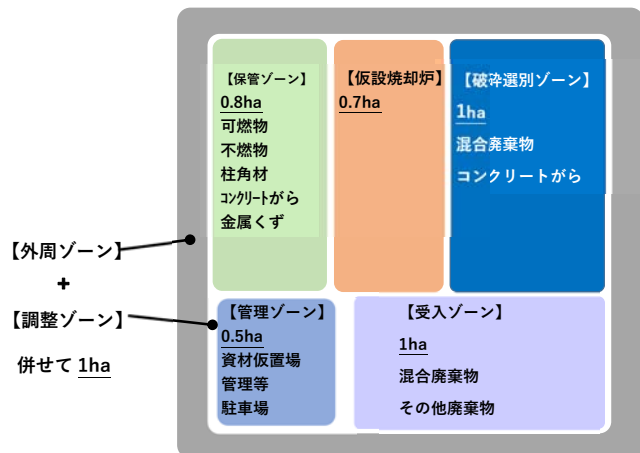 【保管ゾーン】
0.8ha
可燃物
不燃物
柱角材
コンクリートがら
金属くず
【仮設焼却炉】
0.7ha
【破砕選別ゾーン】
1ha
混合廃棄物
コンクリートがら
【外周ゾーン】
+
【調整ゾーン】
併せて 1ha
【管理ゾーン】
0.5ha
資材仮置場
管理等
駐車場
【受入ゾーン】
1ha
混合廃棄物
その他廃棄物